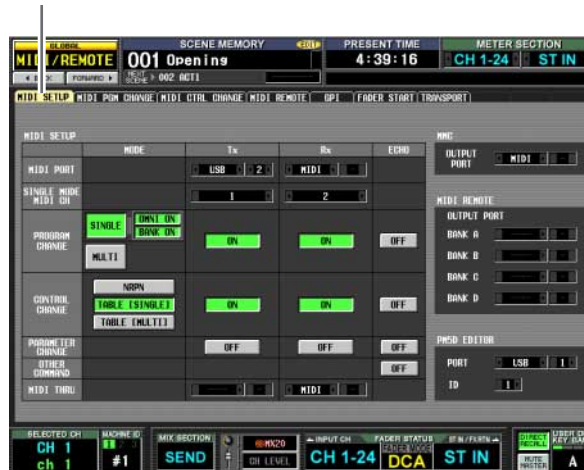 GLOBAL
MIDI/REMOTE
BACK FORWARD
SCENE MEMORY EDIT
001 Opening
NEXT SCENE 002 ACT1
PRESENT TIME
4:39:16
METER SECTION
CH 1-24 ST IN
MIDI SETUP MIDI PGM CHANGE MIDI CTRL CHANGE MIDI REMOTE GPI FADER START TRANSPORT
MIDI SETUP
MODE Tx Rx ECHO
MIDI PORT USB 2 MIDI
SINGLE MODE MIDI CH 1 2
PROGRAM CHANGE
SINGLE OMNI ON
BANK ON
MULTI
ON ON OFF
CONTROL CHANGE
NRPN
TABLE [SINGLE]
TABLE [MULTI]
ON ON OFF
PARAMETER CHANGE OFF OFF OFF
OTHER COMMAND OFF
MIDI THRU MIDI
MMC
OUTPUT PORT MIDI
MIDI REMOTE
OUTPUT PORT
BANK A
BANK B
BANK C
BANK D
PM5D EDITOR
PORT USB 1
ID 1
SELECTED CH
CH 1
ch 1
MACHINE ID
#1
MIX SECTION
SEND
MIX20
CH LEVEL
INPUT CH
CH 1-24
FADER STATUS
FADER MODE
DCA
ST IN/FXRTN
ST IN
DIRECT RECALL
MUTE MASTER
KEY BA
A